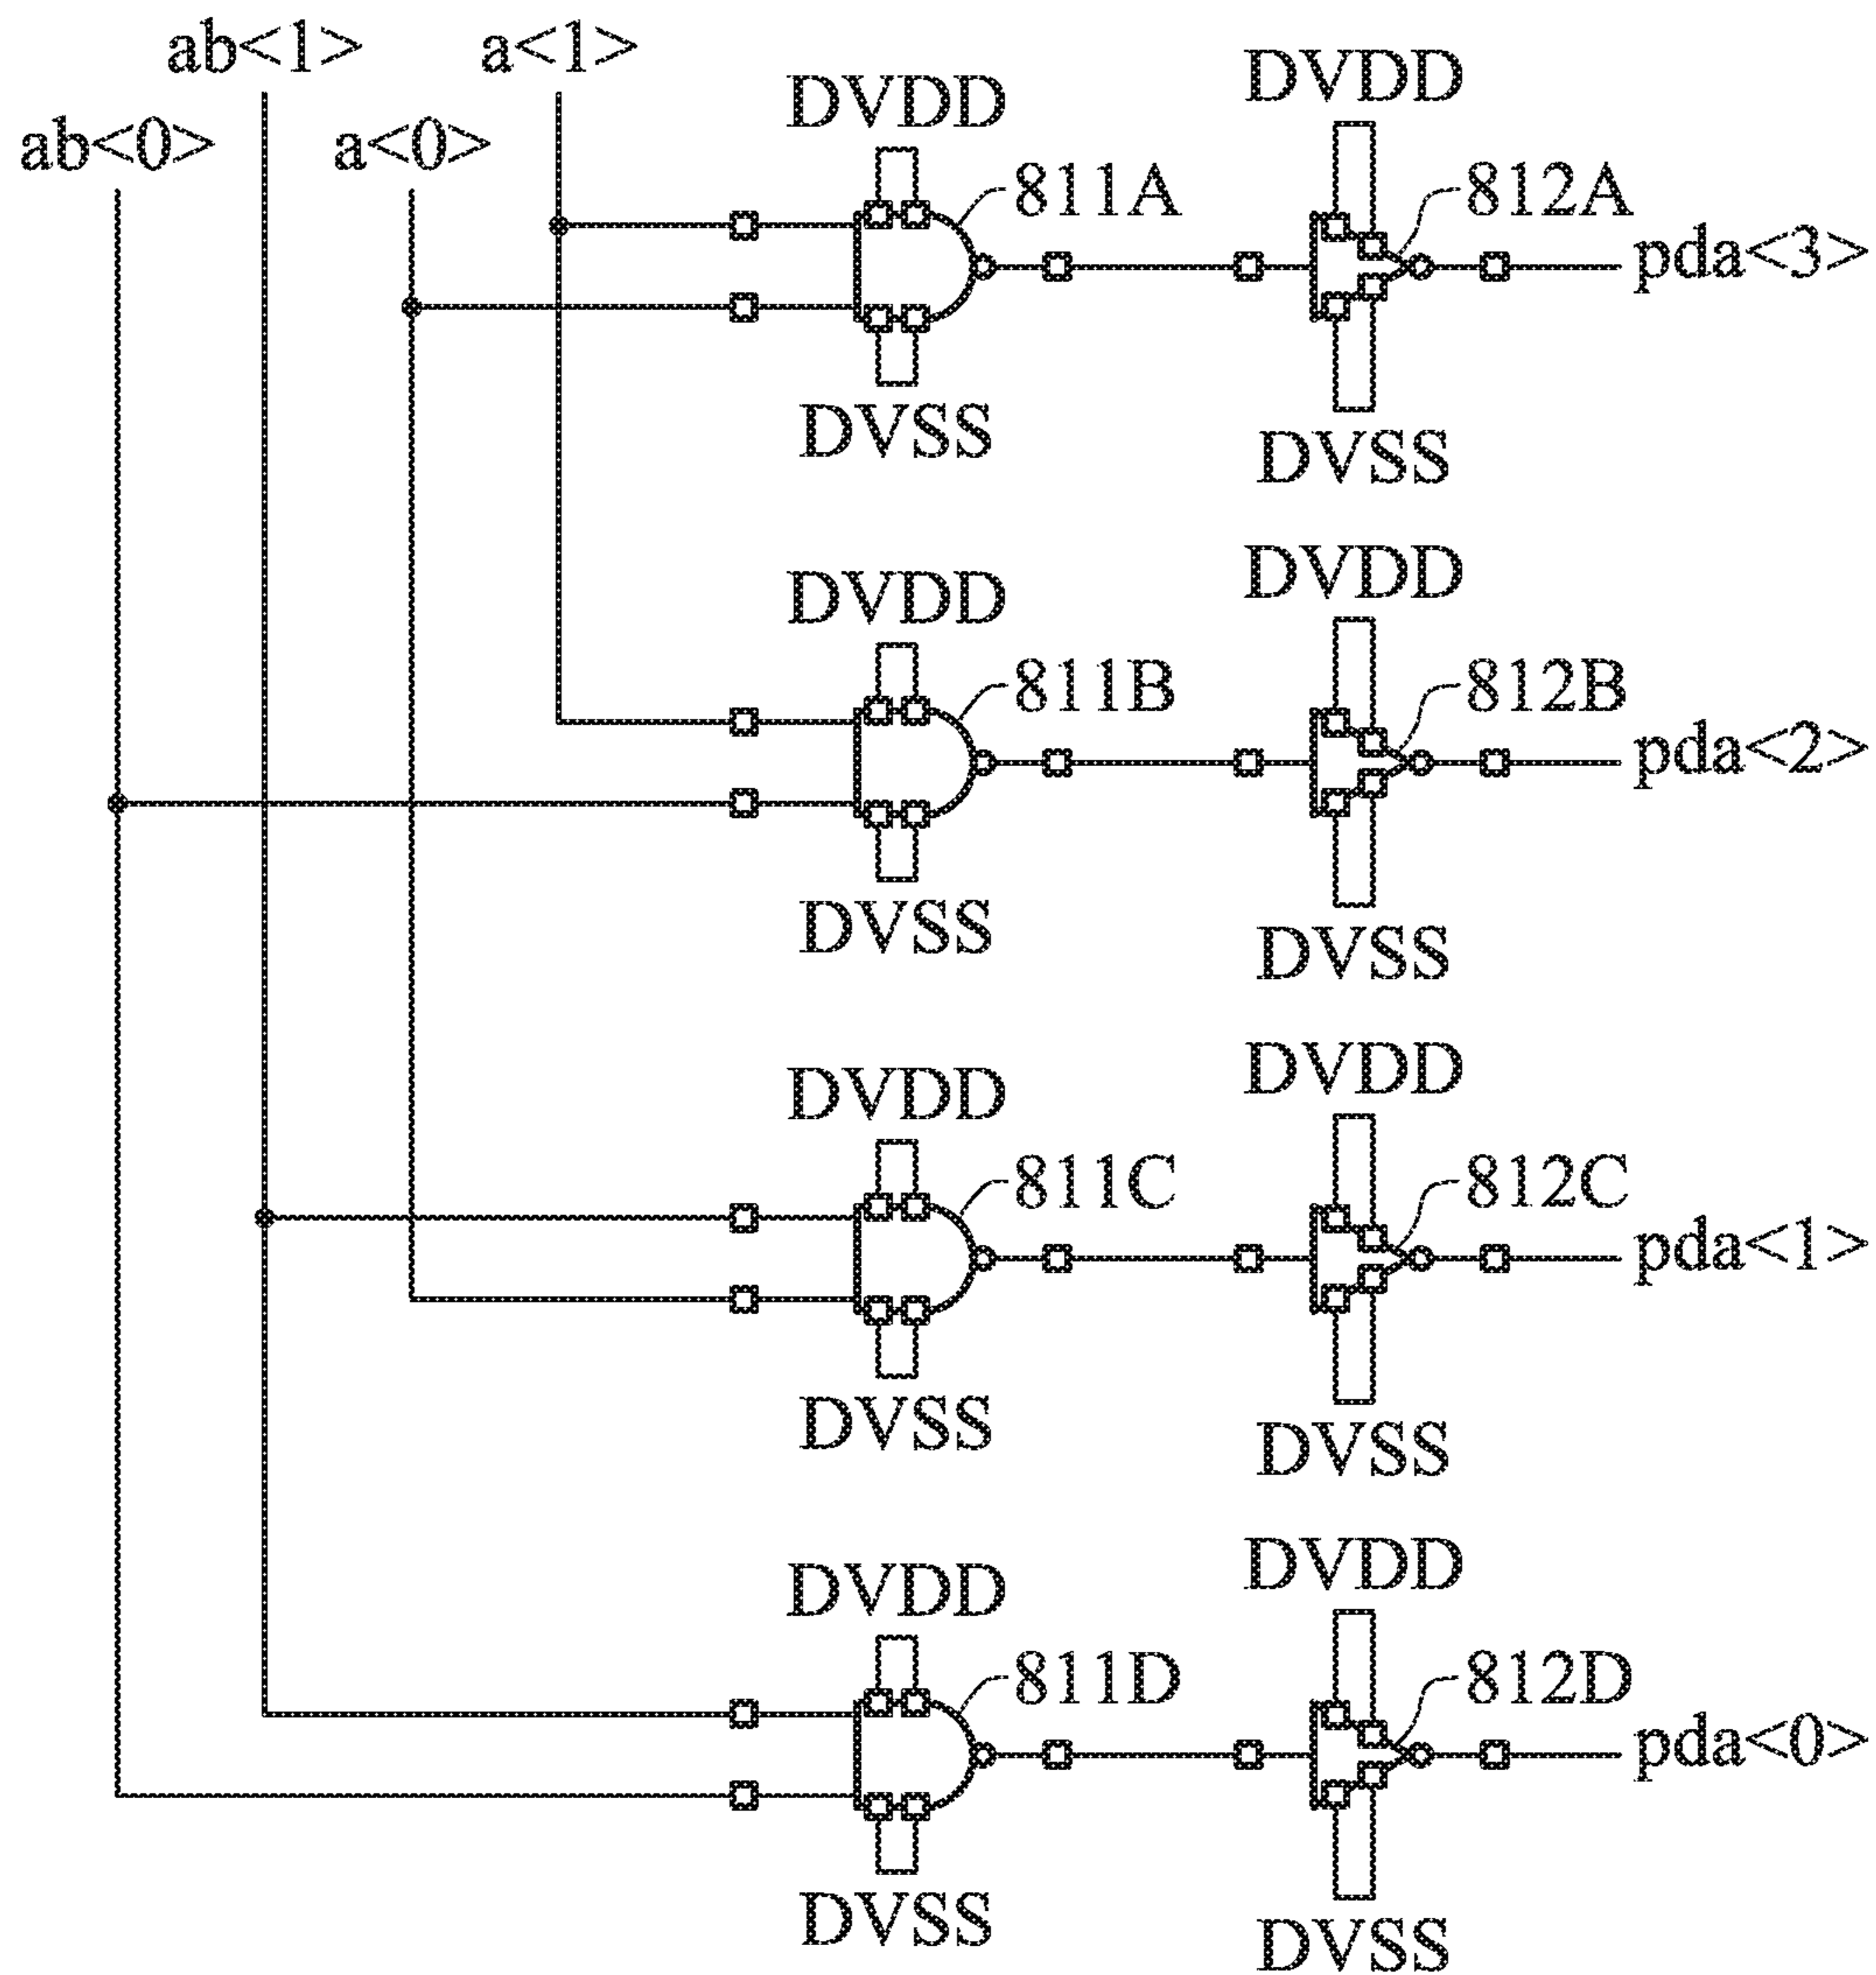 ab<1> a<1>
ab<0> a<0>
DVDD DVDD
811A 812A
pda<3>
DVSS DVSS
DVDD DVDD
811B 812B
pda<2>
DVSS DVSS
DVDD DVDD
811C 812C
pda<1>
DVSS DVSS
DVDD DVDD
811D 812D
pda<0>
DVSS DVSS